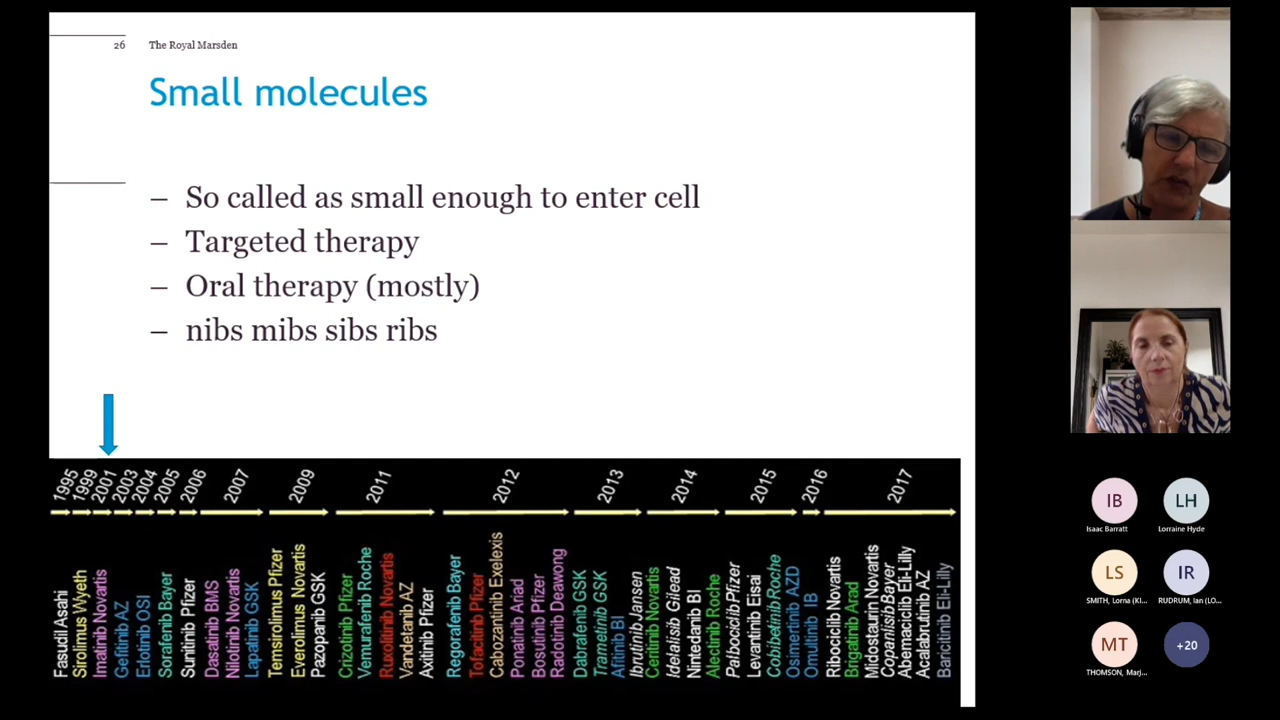 26 The Royal Marsden
Small molecules
– So called as small enough to enter cell
– Targeted therapy
– Oral therapy (mostly)
– nibs mibs sibs ribs
1995 1999 2001 2003 2004 2005 2006 2007 2009 2011 2012 2013 2014 2015 2016 2017
Fasudil Asahi
Sirolimus Wyeth
Imatinib Novartis
Gefitinib AZ
Erlotinib OSI
Sorafenib Bayer
Sunitinib Pfizer
Dasatinib BMS
Nilotinib Novartis
Lapatinib GSK
Temsirolimus Pfizer
Everolimus Novartis
Pazopanib GSK
Crizotinib Pfizer
Vemurafenib Roche
Ruxolitinib Novartis
Vandetanib AZ
Axitinib Pfizer
Regorafenib Bayer
Tofacitinib Pfizer
Cabozantinib Exelexis
Ponatinib Ariad
Bosutinib Pfizer
Radotinib Deawong
Dabrafenib GSK
Trametinib GSK
Afitinib BI
Ibrutinib Jansen
Ceritinib Novartis
Idelalisib Gilead
Nintedanib BI
Alectinib Roche
Palbociclib Pfizer
Levantinib Eisai
Cobibetinib Roche
Osimertinib AZD
Omultinib IB
Ribociclib Novartis
Brigatinib Arad
Midostaurin Novartis
Copanlisib Bayer
Abemaciclib Eli-Lilly
Acalabrutinib AZ
Baricitinib Eli-Lilly
IB LH
Isaac Barratt Lorraine Hyde
LS IR
SMITH, Lorna (KI... RUDRUM, Ian (LO...
MT +20
THOMSON, Marj...